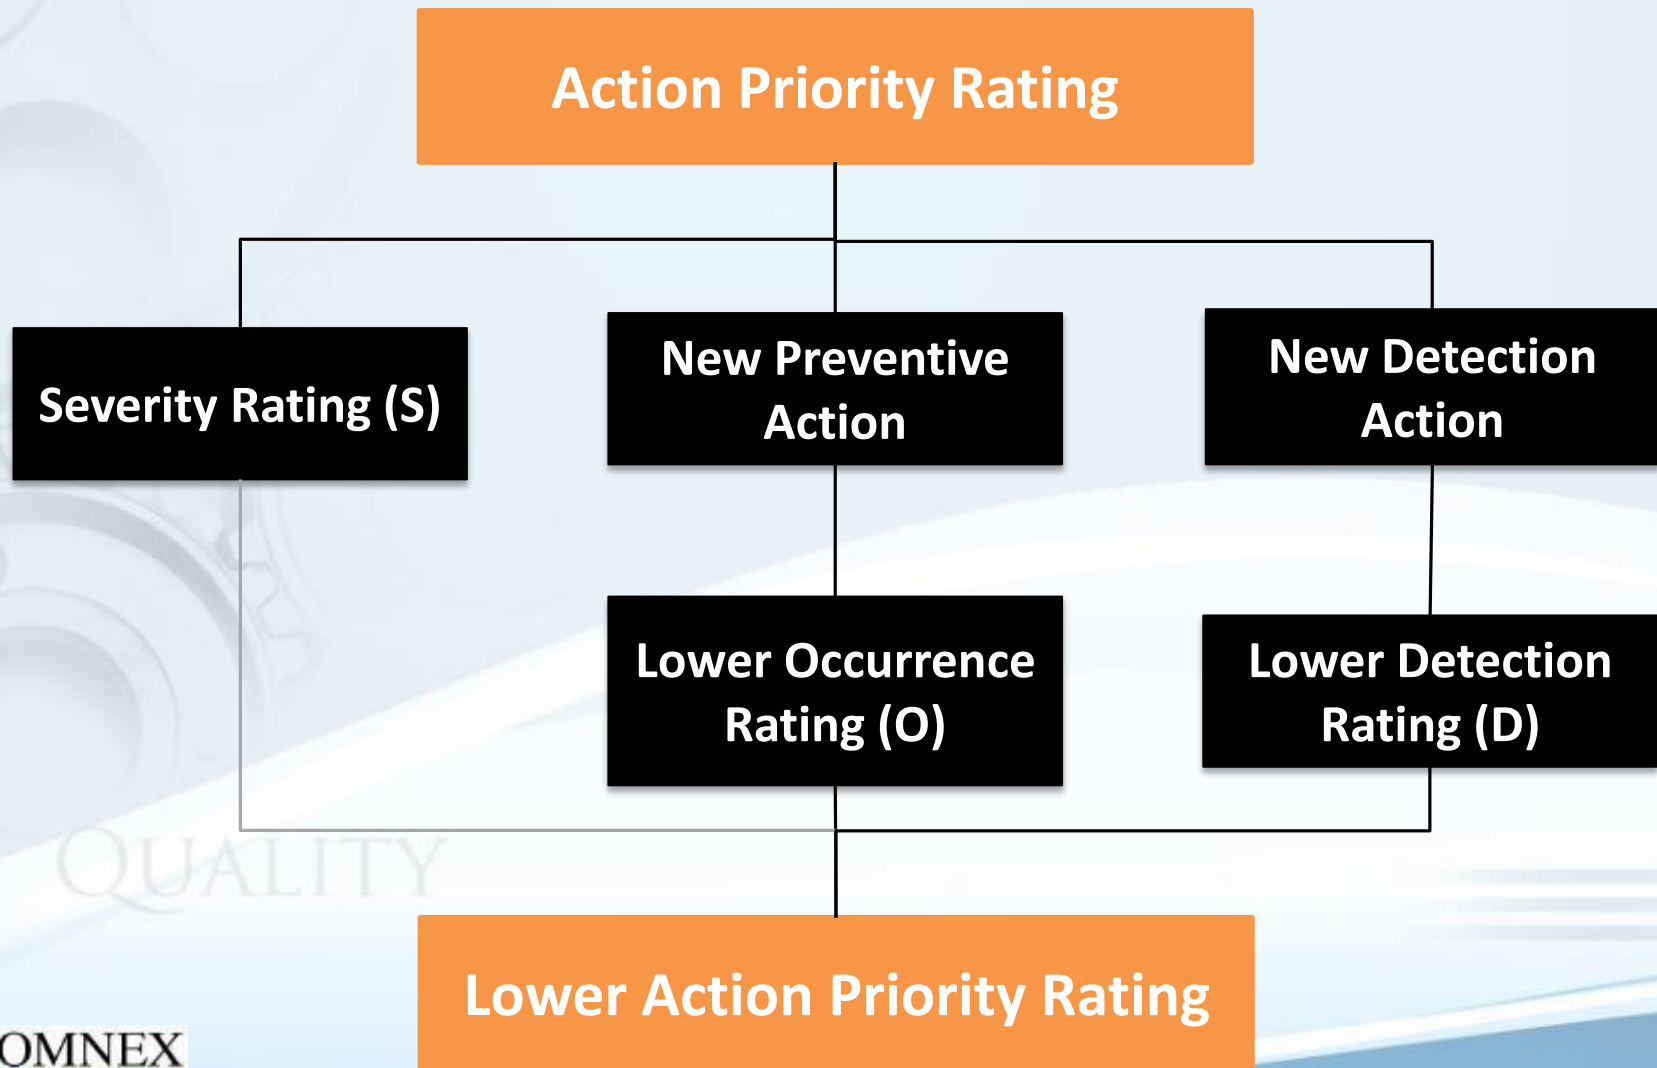 Action Priority Rating
Severity Rating (S)
New Preventive
Action
New Detection
Action
Lower Occurrence
Rating (O)
Lower Detection
Rating (D)
QUALITY
Lower Action Priority Rating
OMNEX